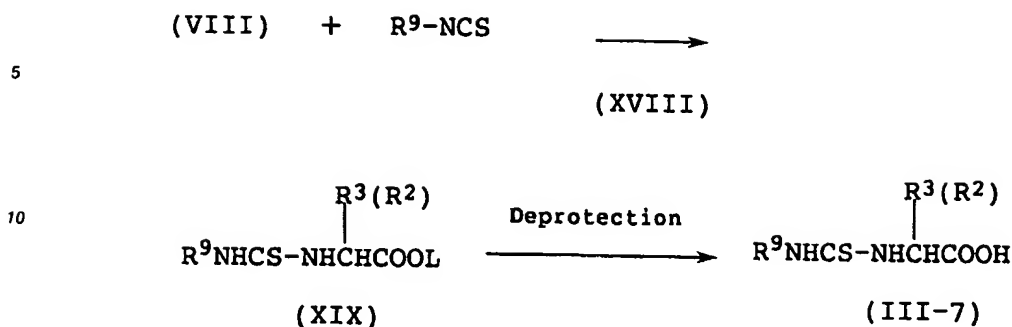 (VIII) + R⁹-NCS
5
(XVIII)
R³(R²) R³(R²)
10 Deprotection
R⁹NHCS-NHCHCOOL R⁹NHCS-NHCHCOOH
(XIX) (III-7)